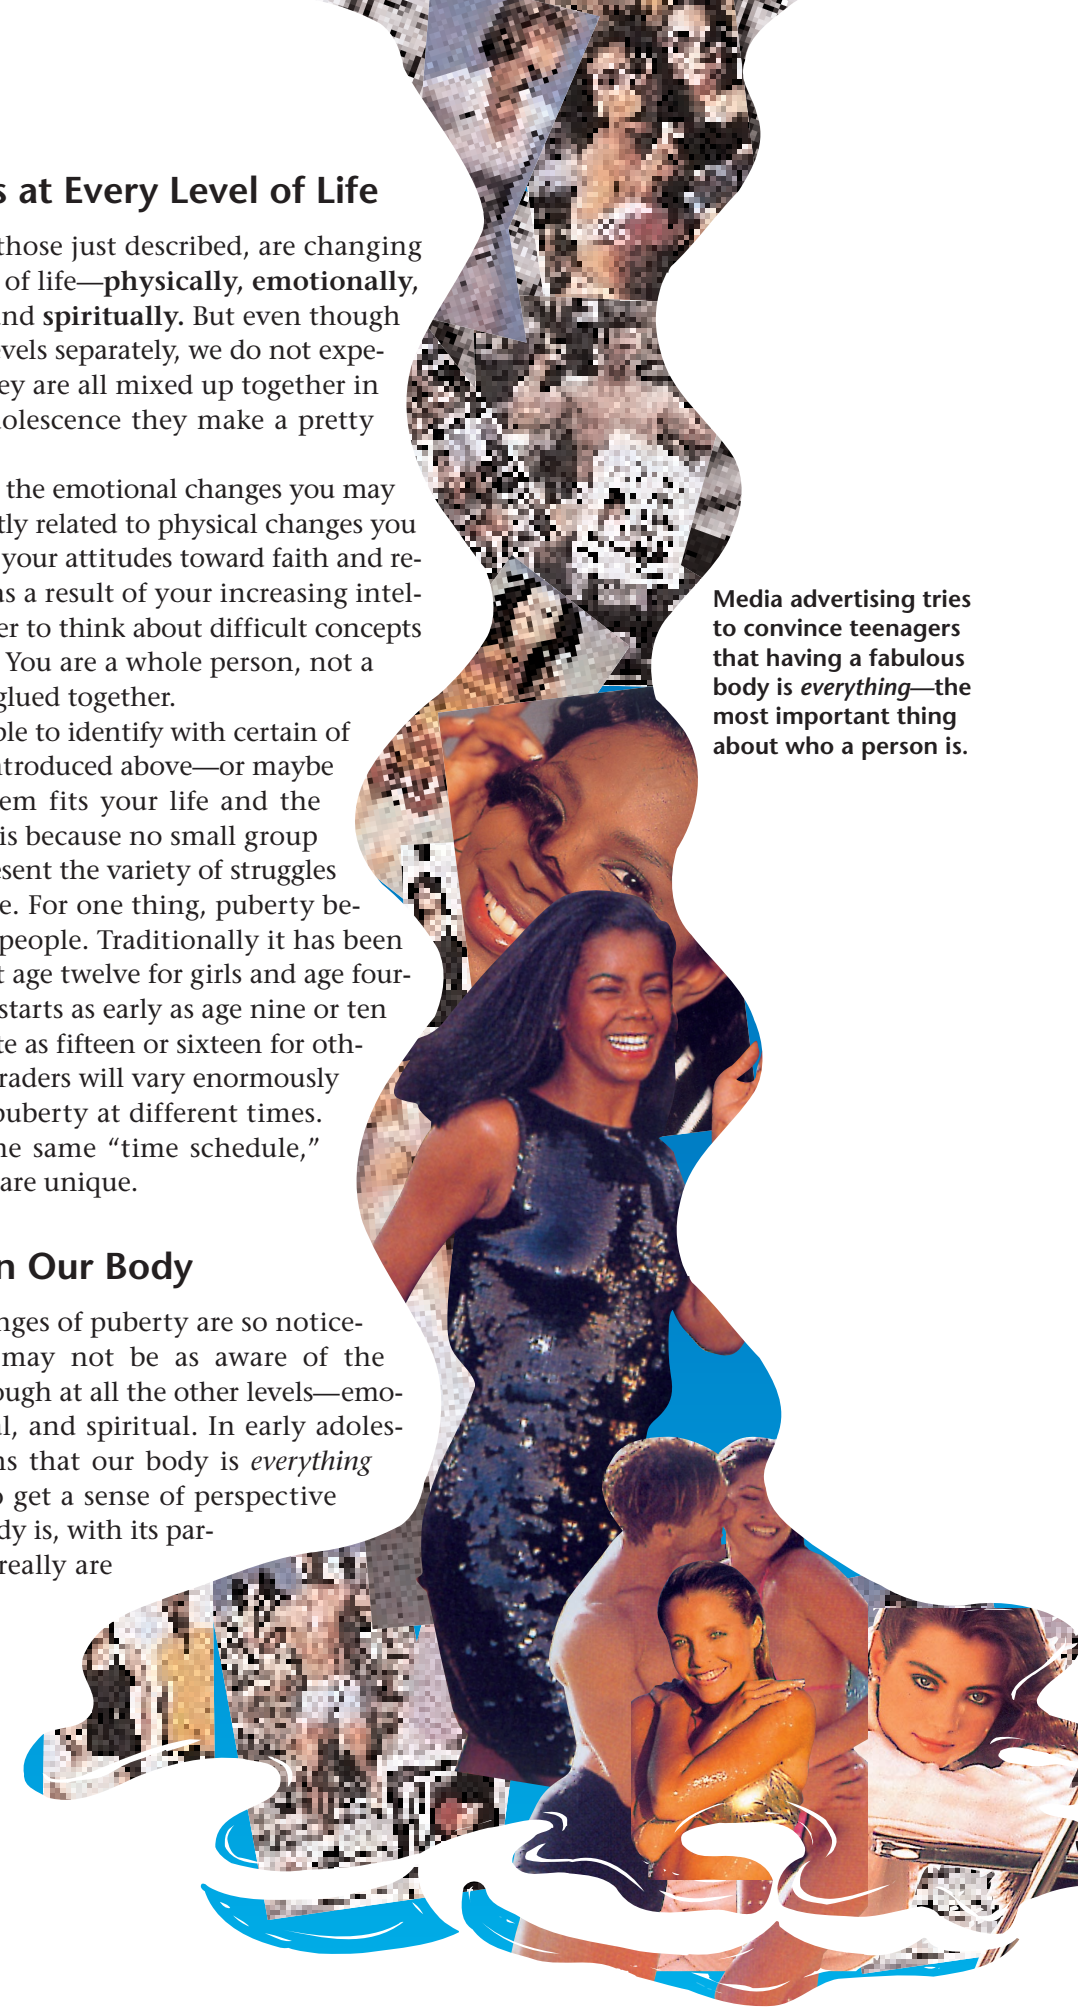 s at Every Level of Life
those just described, are changing
of life—physically, emotionally,
nd spiritually. But even though
vels separately, we do not expe-
ey are all mixed up together in
olescence they make a pretty
the emotional changes you may
tly related to physical changes you
your attitudes toward faith and re-
as a result of your increasing intel-
er to think about difficult concepts
You are a whole person, not a
glued together.
ble to identify with certain of
ntroduced above—or maybe
em fits your life and the
is because no small group
esent the variety of struggles
e. For one thing, puberty be-
people. Traditionally it has been
t age twelve for girls and age four-
starts as early as age nine or ten
te as fifteen or sixteen for oth-
raders will vary enormously
puberty at different times.
ne same “time schedule,”
are unique.
n Our Body
nges of puberty are so notice-
may not be as aware of the
ough at all the other levels—emo-
al, and spiritual. In early adoles-
ns that our body is everything
o get a sense of perspective
dy is, with its par-
really are
Media advertising tries
to convince teenagers
that having a fabulous
body is everything—the
most important thing
about who a person is.